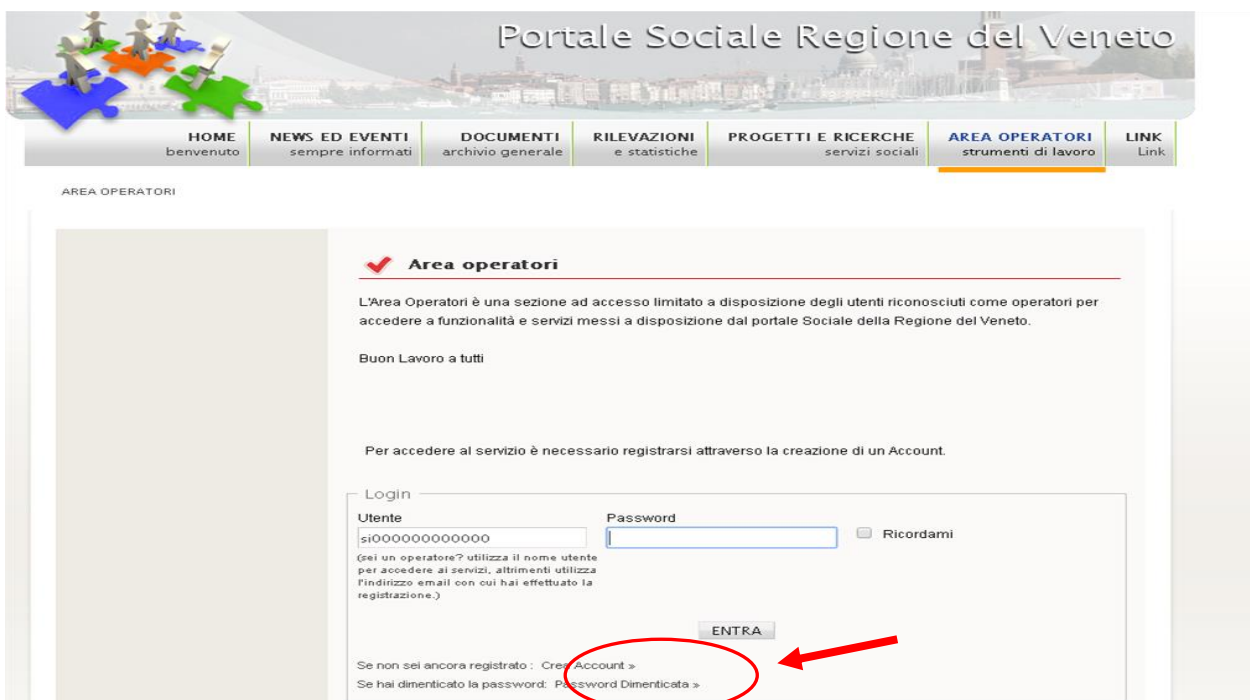 Portale Sociale Regione del Veneto
HOME
benvenuto
NEWS ED EVENTI
sempre informati
DOCUMENTI
archivio generale
RILEVAZIONI
e statistiche
PROGETTI E RICERCHE
servizi sociali
AREA OPERATORI
strumenti di lavoro
LINK
Link
AREA OPERATORI
Area operatori
L'Area Operatori è una sezione ad accesso limitato a disposizione degli utenti riconosciuti come operatori per
accedere a funzionalità e servizi messi a disposizione dal portale Sociale della Regione del Veneto.
Buon Lavoro a tutti
Per accedere al servizio è necessario registrarsi attraverso la creazione di un Account.
Login
Utente
Password
si000000000000
Ricordami
(sei un operatore? utilizza il nome utente
per accedere ai servizi, altrimenti utilizza
l'indirizzo email con cui hai effettuato la
registrazione.)
ENTRA
Se non sei ancora registrato : Crea Account »
Se hai dimenticato la password: Password Dimenticata »